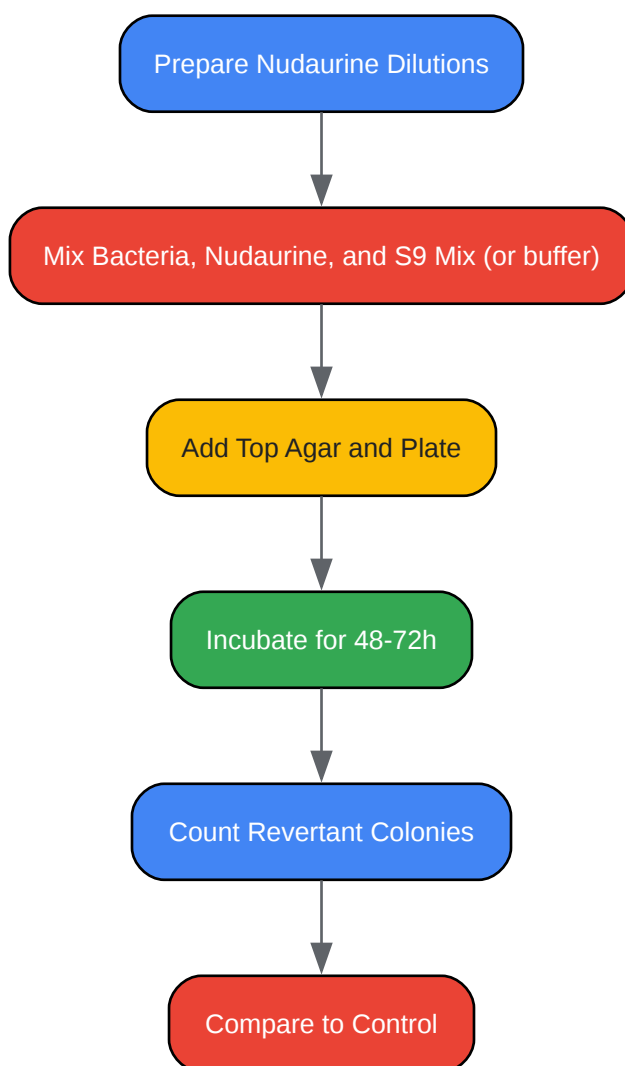 Prepare Nudaurine Dilutions
Mix Bacteria, Nudaurine, and S9 Mix (or buffer)
Add Top Agar and Plate
Incubate for 48-72h
Count Revertant Colonies
Compare to Control